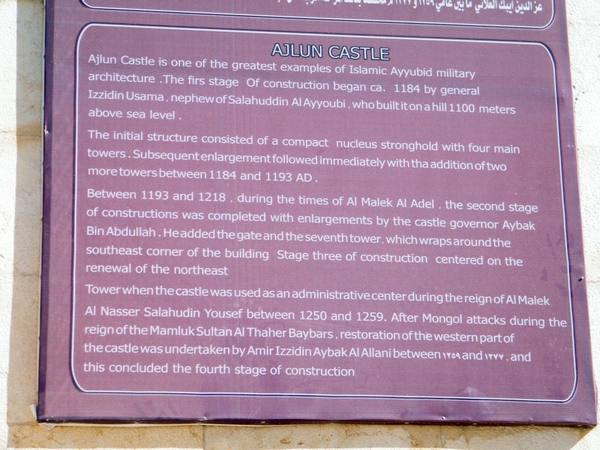 عز الدين ايبك العلائي ما بين عامي ١٢٥٩ و ١٢٧٧م
AJLUN CASTLE
Ajlun Castle is one of the greatest examples of Islamic Ayyubid military
architecture .The firs stage Of construction began ca. 1184 by general
Izzidin Usama , nephew of Salahuddin Al Ayyoubi , who built it on a hill 1100 meters
above sea level .
The initial structure consisted of a compact nucleus stronghold with four main
towers . Subsequent enlargement followed immediately with tha addition of two
more towers between 1184 and 1193 AD .
Between 1193 and 1218 , during the times of Al Malek Al Adel , the second stage
of constructions was completed with enlargements by the castle governor Aybak
Bin Abdullah . He added the gate and the seventh tower, which wraps around the
southeast corner of the building Stage three of construction centered on the
renewal of the northeast
Tower when the castle was used as an administrative center during the reign of Al Malek
Al Nasser Salahudin Yousef between 1250 and 1259. After Mongol attacks during the
reign of the Mamluk Sultan Al Thaher Baybars , restoration of the western part of
the castle was undertaken by Amir Izzidin Aybak Al Allani between ١٢٥٩ and ١٢٧٧ , and
this concluded the fourth stage of construction